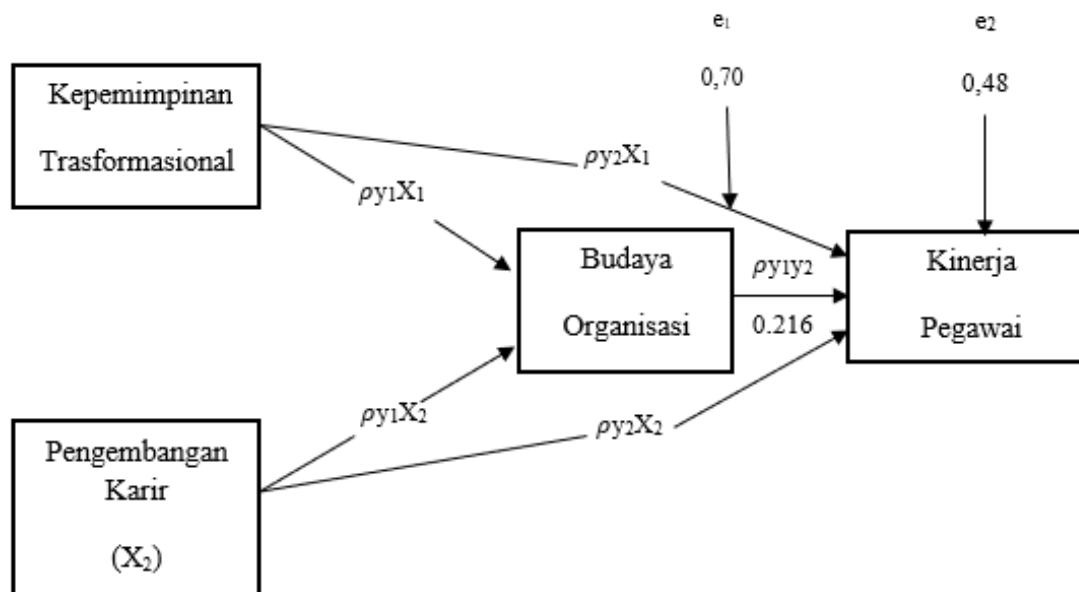 e₁
0,70
e₂
0,48
Kepemimpinan
Trasformasional
ρy₂X₁
ρy₁X₁
Budaya
Organisasi
ρy₁y₂
0.216
Kinerja
Pegawai
ρy₁X₂
ρy₂X₂
Pengembangan
Karir
(X₂)